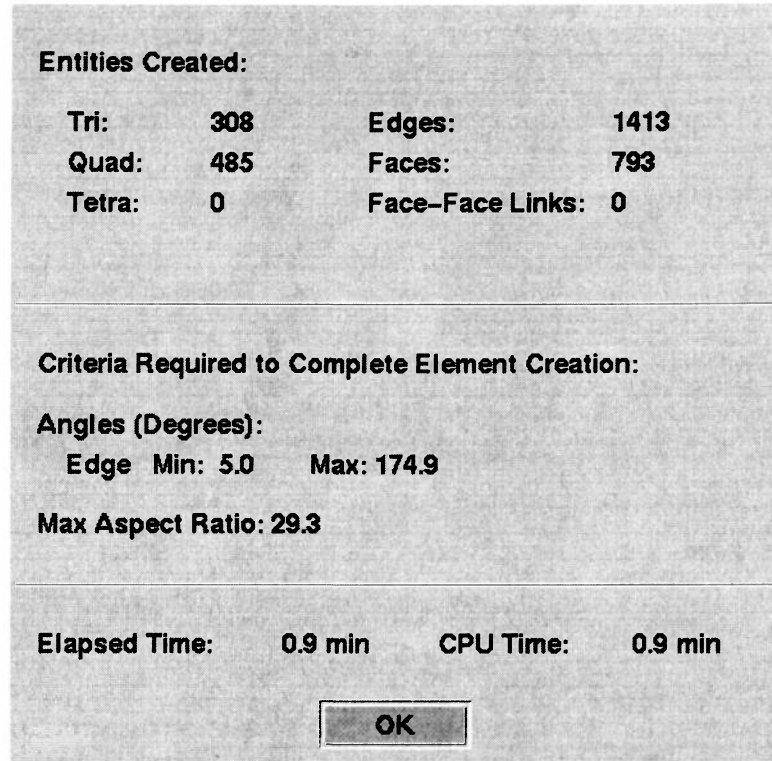 Entities Created:
Tri: 308 Edges: 1413
Quad: 485 Faces: 793
Tetra: 0 Face-Face Links: 0
Criteria Required to Complete Element Creation:
Angles (Degrees):
Edge Min: 5.0 Max: 174.9
Max Aspect Ratio: 29.3
Elapsed Time: 0.9 min CPU Time: 0.9 min
OK